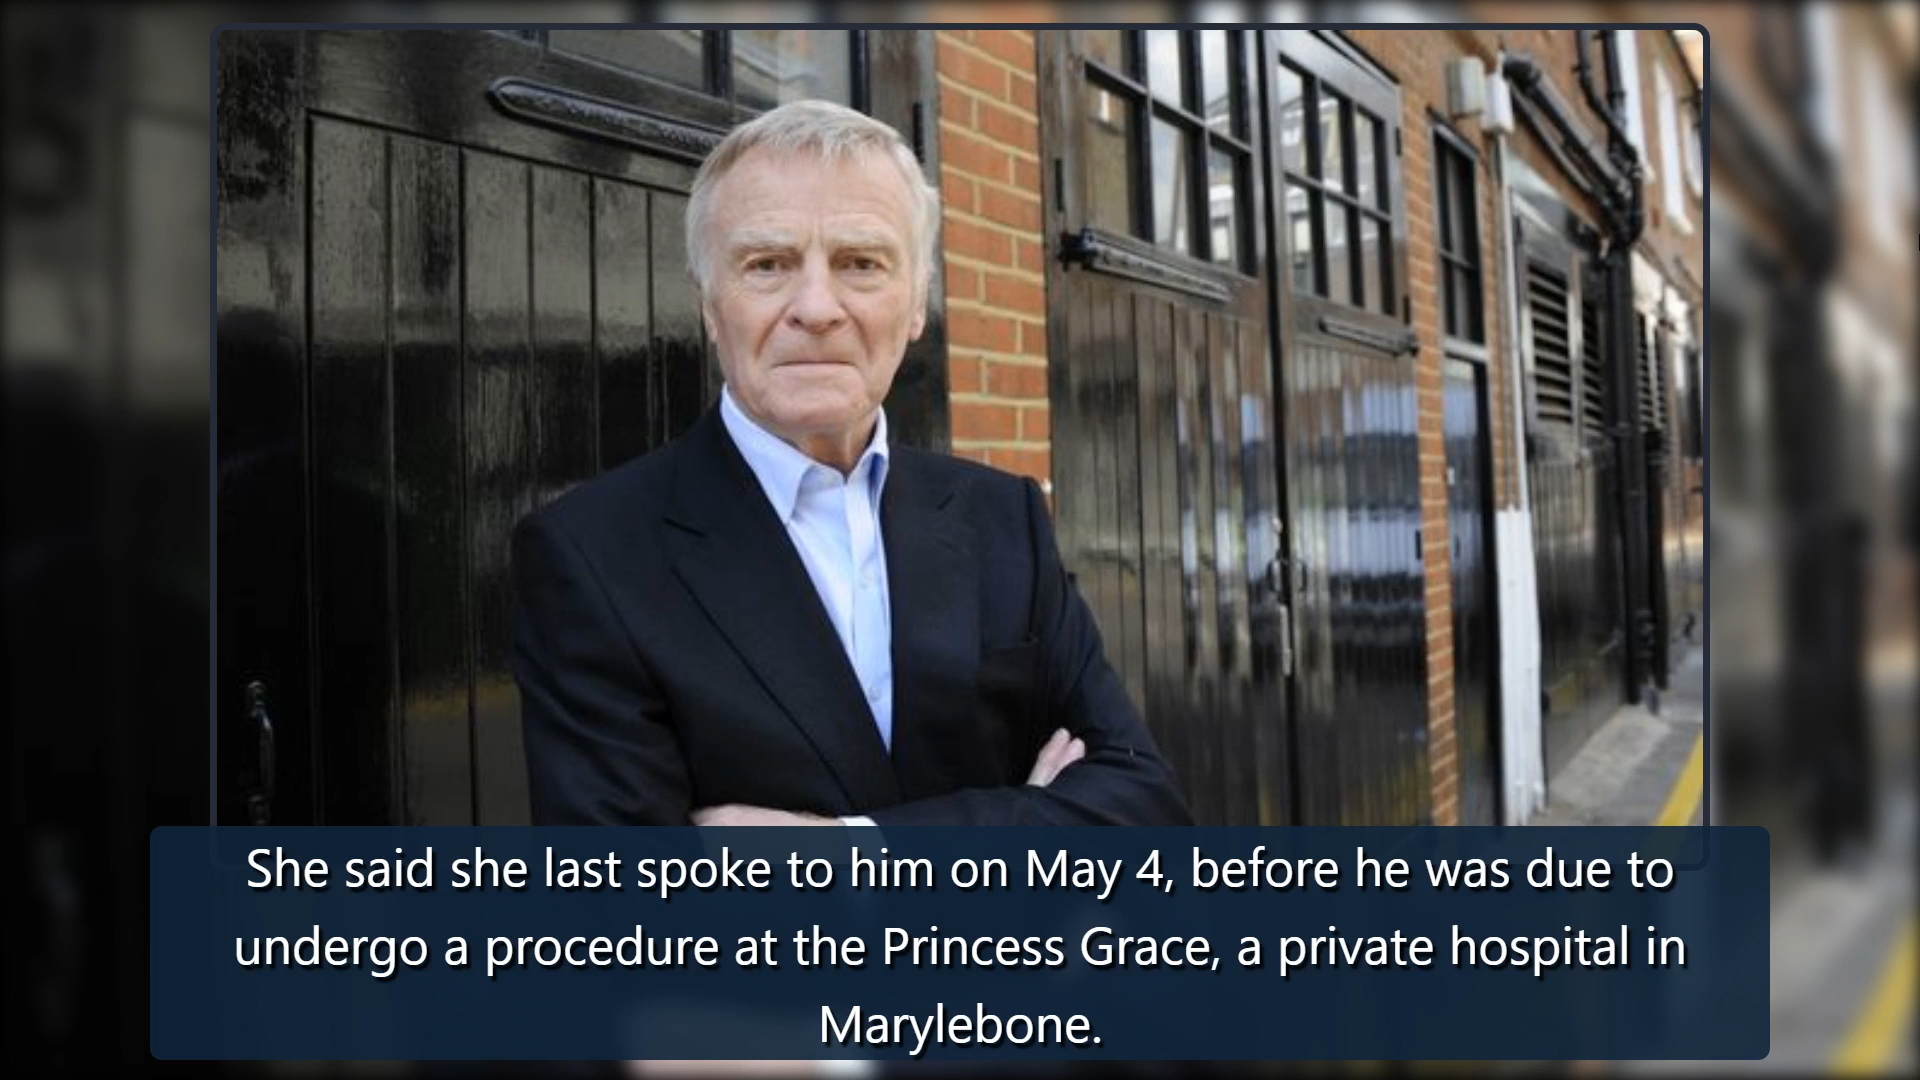 She said she last spoke to him on May 4, before he was due to
undergo a procedure at the Princess Grace, a private hospital in
Marylebone.